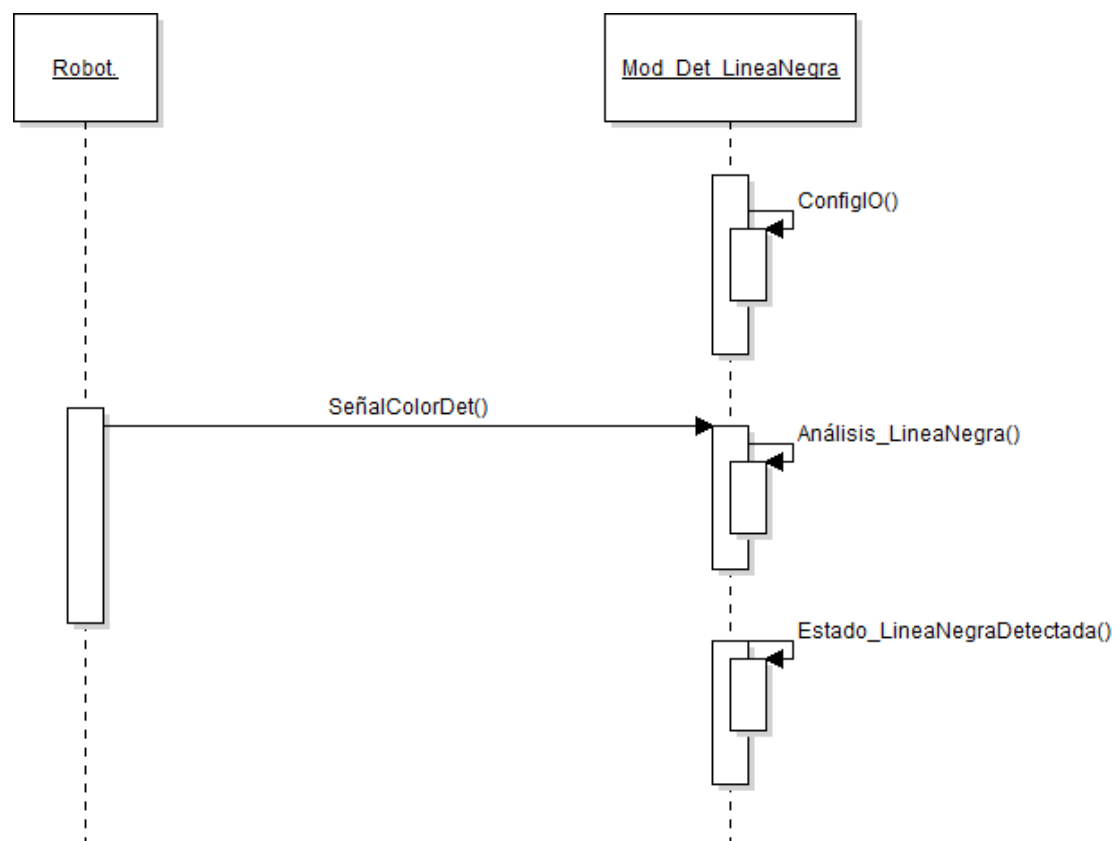 Robot.
Mod_Det_LineaNegra
ConfigIO()
SeñalColorDet()
Análisis_LineaNegra()
Estado_LineaNegraDetectada()